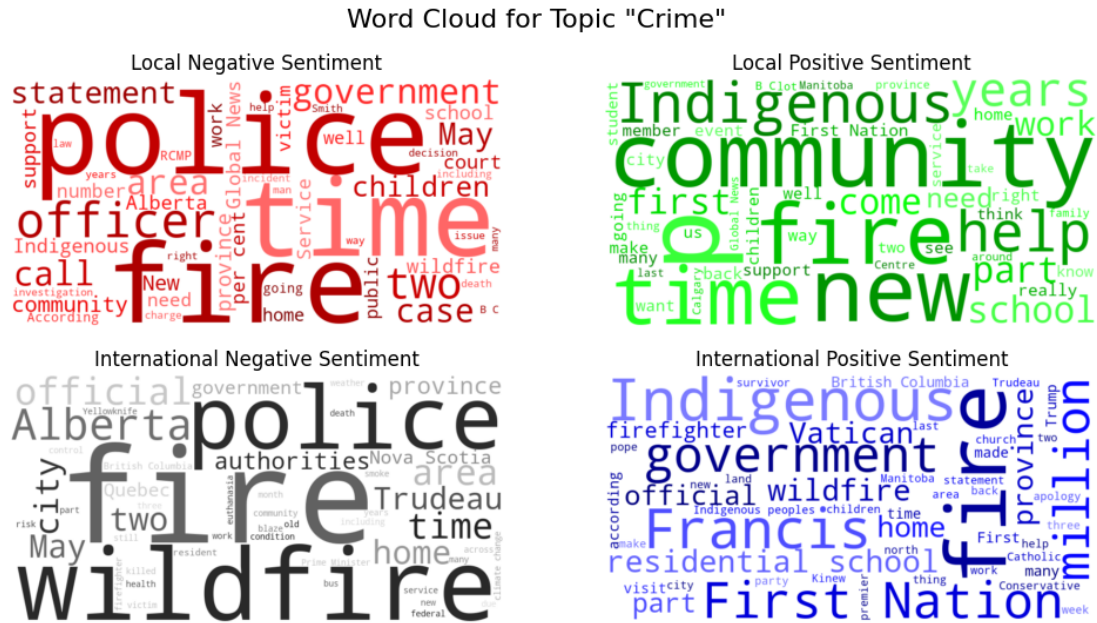 Word Cloud for Topic "Crime"
Local Negative Sentiment
statement
police
government
support
law
work
help
Smith
victim
Global News
well
school
May
decision
court
RCMP
years
number
area
Alberta
incident
man
including
children
officer
time
Service
Indigenous
province
per cent
way
issue
many
call
fire
right
New
need
going
home
public
wildfire
two
death
investigation
community
According
charge
case
B C
Local Positive Sentiment
student
government
Indigenous
B Clot
Manitoba
province
years
member
event
First Nation
home
work
service
city
community
take
going
first
well
come
need
right
thing
us
Global News
children
fire
way
think
family
two
see
help
make
many
last
back
support
Centre
around
part
know
time
want
Calgary
new
really
school
International Negative Sentiment
official
government
weather
province
Alberta
Yellowknife
police
death
control
authorities
Nova Scotia
British Columbia
smoke
area
city
fire
Quebec
euthanasia
month
Trudeau
three
community
years
including
risk
part
two
blaze
old
time
still
work
condition
May
resident
home
many
across
wildfire
Prime Minister
firefighter
killed
health
victim
bus
service
new
federal
due
climate change
International Positive Sentiment
Indigenous
survivor
British Columbia
Trudeau
Trump
million
firefighter
Vatican
last
fire
province
pope
church
made
two
government
according
new
land
Manitoba
statement
official
wildfire
area
back
apology
Indigenous peoples
children
time
Francis
home
First
three
make
north
help
residential school
Catholic
work
many
visit
city
party
Kinew
premier
thing
Conservative
part
First Nation
week